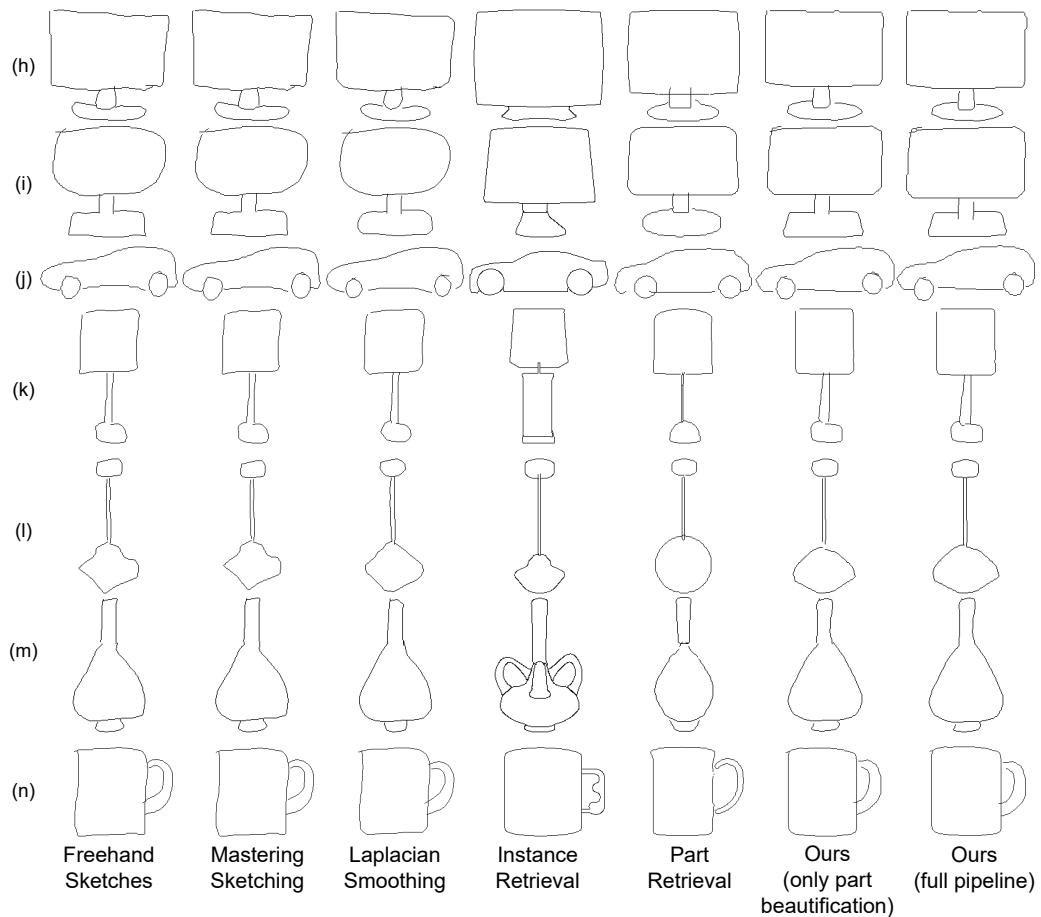 (h)
(i)
(j)
(k)
(l)
(m)
(n)
Freehand
Sketches
Mastering
Sketching
Laplacian
Smoothing
Instance
Retrieval
Part
Retrieval
Ours
(only part
beautification)
Ours
(full pipeline)